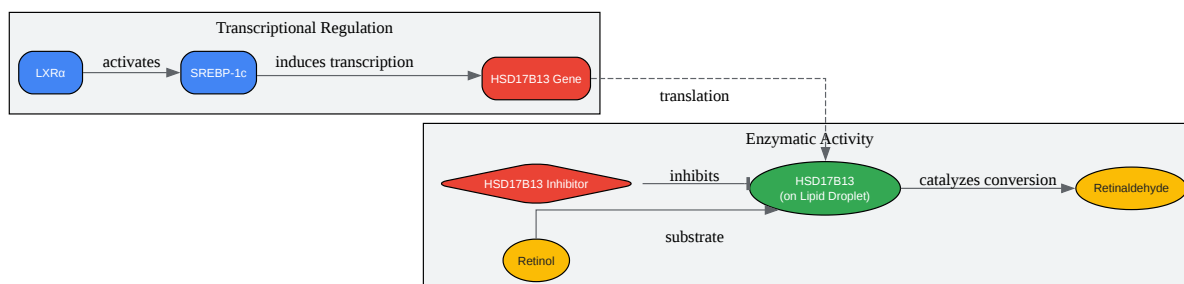 Transcriptional Regulation
LXRα
activates
SREBP-1c
induces transcription
HSD17B13 Gene
translation
Enzymatic Activity
HSD17B13 Inhibitor
inhibits
HSD17B13
(on Lipid Droplet)
catalyzes conversion
Retinaldehyde
substrate
Retinol